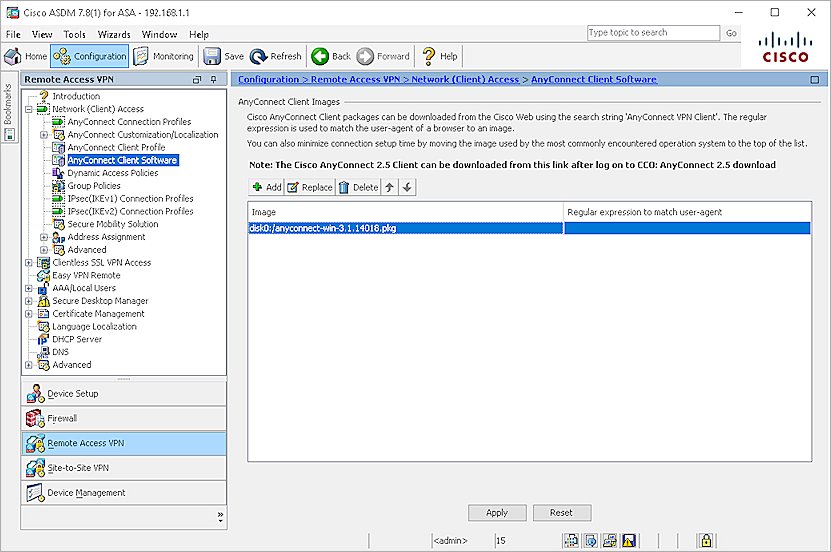 Cisco ASDM 7.8(1) for ASA - 192.168.1.1
File View Tools Wizards Window Help
Type topic to search Go
Home Configuration Monitoring Save Refresh Back Forward Help
CISCO
Bookmarks
Remote Access VPN
Introduction
Network (Client) Access
AnyConnect Connection Profiles
AnyConnect Customization/Localization
AnyConnect Client Profile
AnyConnect Client Software
Dynamic Access Policies
Group Policies
IPsec(IKEv1) Connection Profiles
IPsec(IKEv2) Connection Profiles
Secure Mobility Solution
Address Assignment
Advanced
Clientless SSL VPN Access
Easy VPN Remote
AAA/Local Users
Secure Desktop Manager
Certificate Management
Language Localization
DHCP Server
DNS
Advanced
Device Setup
Firewall
Remote Access VPN
Site-to-Site VPN
Device Management
»
Configuration > Remote Access VPN > Network (Client) Access > AnyConnect Client Software
AnyConnect Client Images
Cisco AnyConnect Client packages can be downloaded from the Cisco Web using the search string 'AnyConnect VPN Client'. The regular
expression is used to match the user-agent of a browser to an image.
You can also minimize connection setup time by moving the image used by the most commonly encountered operation system to the top of the list.
Note: The Cisco AnyConnect 2.5 Client can be downloaded from this link after log on to CCO: AnyConnect 2.5 download
Add Replace Delete
Image Regular expression to match user-agent
disk0:/anyconnect-win-3.1.14018.pkg
Apply Reset
<admin> 15